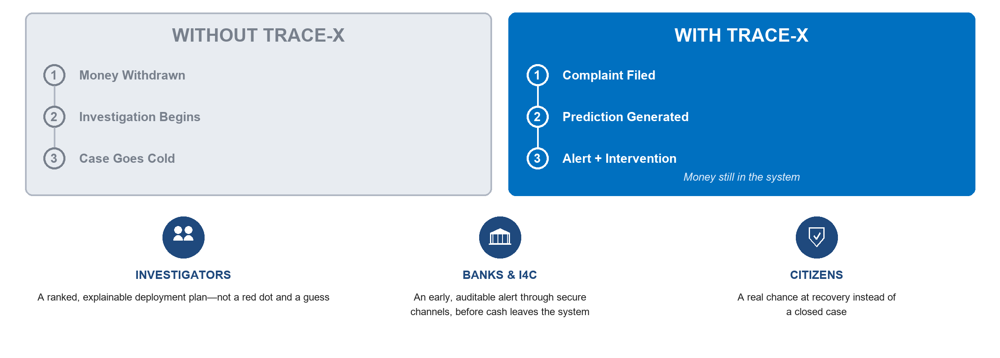 WITHOUT TRACE-X
1 Money Withdrawn
2 Investigation Begins
3 Case Goes Cold
WITH TRACE-X
1 Complaint Filed
2 Prediction Generated
3 Alert + Intervention
Money still in the system
INVESTIGATORS
A ranked, explainable deployment plan—not a red dot and a guess
BANKS & I4C
An early, auditable alert through secure
channels, before cash leaves the system
CITIZENS
A real chance at recovery instead of
a closed case